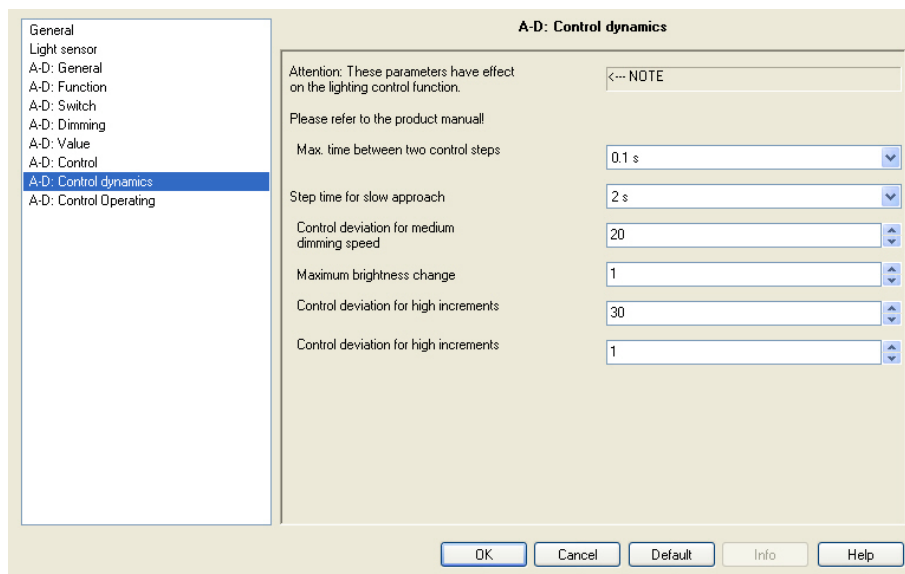 A-D: Control dynamics
General
Light sensor
A-D: General
A-D: Function
A-D: Switch
A-D: Dimming
A-D: Value
A-D: Control
A-D: Control dynamics
A-D: Control Operating
Attention: These parameters have effect
on the lighting control function.
<--- NOTE
Please refer to the product manual!
Max. time between two control steps
0.1 s
Step time for slow approach
2 s
Control deviation for medium
dimming speed
20
Maximum brightness change
1
Control deviation for high increments
30
Control deviation for high increments
1
OK
Cancel
Default
Info
Help